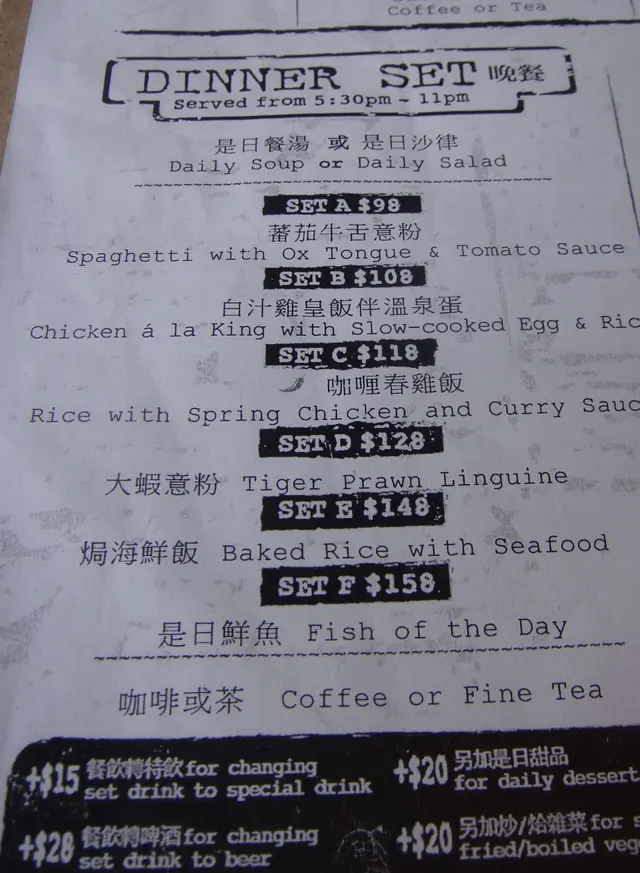 Coffee or Tea
DINNER SET 晚餐
Served from 5:30pm ~ 11pm
是日餐湯 或 是日沙律
Daily Soup or Daily Salad
SET A $98
蕃茄牛舌意粉
Spaghetti with Ox Tongue & Tomato Sauce
SET B $108
白汁雞皇飯伴溫泉蛋
Chicken á la King with Slow-cooked Egg & Ric
SET C $118
咖喱春雞飯
Rice with Spring Chicken and Curry Sauc
SET D $128
大蝦意粉 Tiger Prawn Linguine
SET E $148
焗海鮮飯 Baked Rice with Seafood
SET F $158
是日鮮魚 Fish of the Day
咖啡或茶 Coffee or Fine Tea
+$15 餐飲轉特飲 for changing
set drink to special drink
+$20 另加是日甜品
for daily dessert
+$28 餐飲轉啤酒 for changing
set drink to beer
+$20 另加炒/烚雜菜 for s
fried/boiled veg